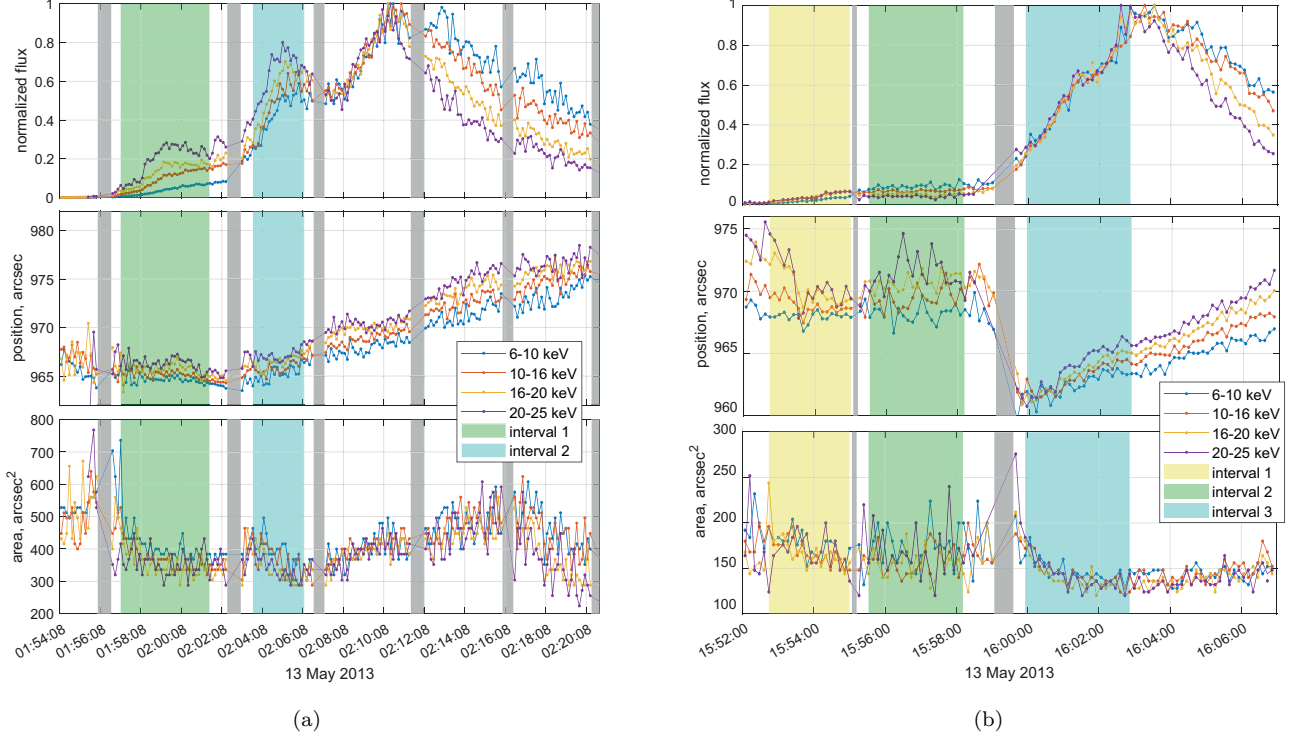 1
0.8
0.6
0.4
0.2
0
normalized flux
980
975
970
965
position, arcsec
800
700
600
500
400
300
200
area, arcsec²
6-10 keV
10-16 keV
16-20 keV
20-25 keV
interval 1
interval 2
01:54:08
01:56:08
01:58:08
02:00:08
02:02:08
02:04:08
02:06:08
02:08:08
02:10:08
02:12:08
02:14:08
02:16:08
02:18:08
02:20:08
13 May 2013
(a)
1
0.8
0.6
0.4
0.2
0
normalized flux
975
970
965
960
position, arcsec
300
250
200
150
100
area, arcsec²
6-10 keV
10-16 keV
16-20 keV
20-25 keV
interval 1
interval 2
interval 3
15:52:00
15:54:00
15:56:00
15:58:00
16:00:00
16:02:00
16:04:00
16:06:00
13 May 2013
(b)